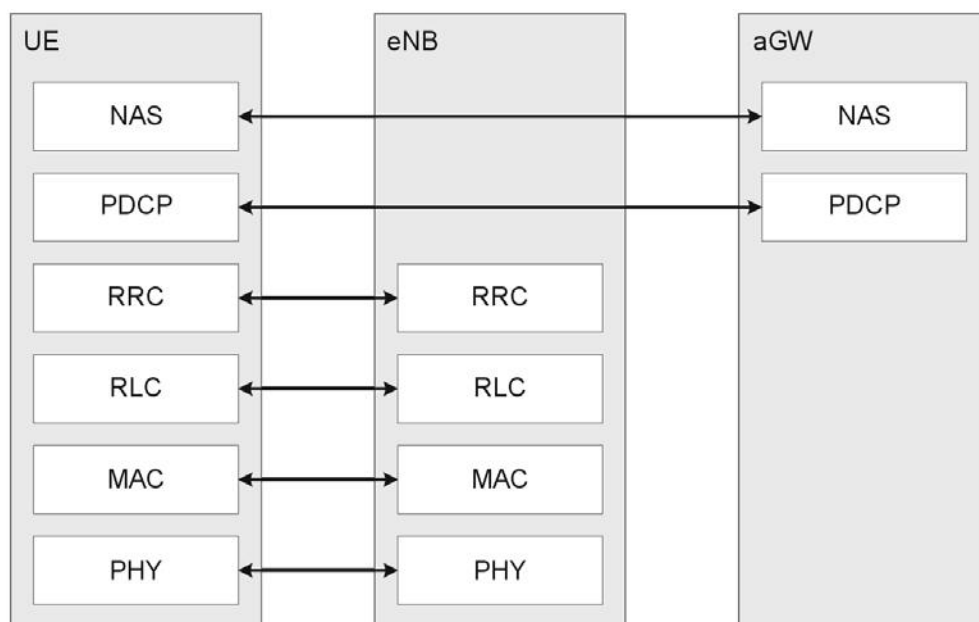 UE
eNB
aGW
NAS
NAS
PDCP
PDCP
RRC
RRC
RLC
RLC
MAC
MAC
PHY
PHY